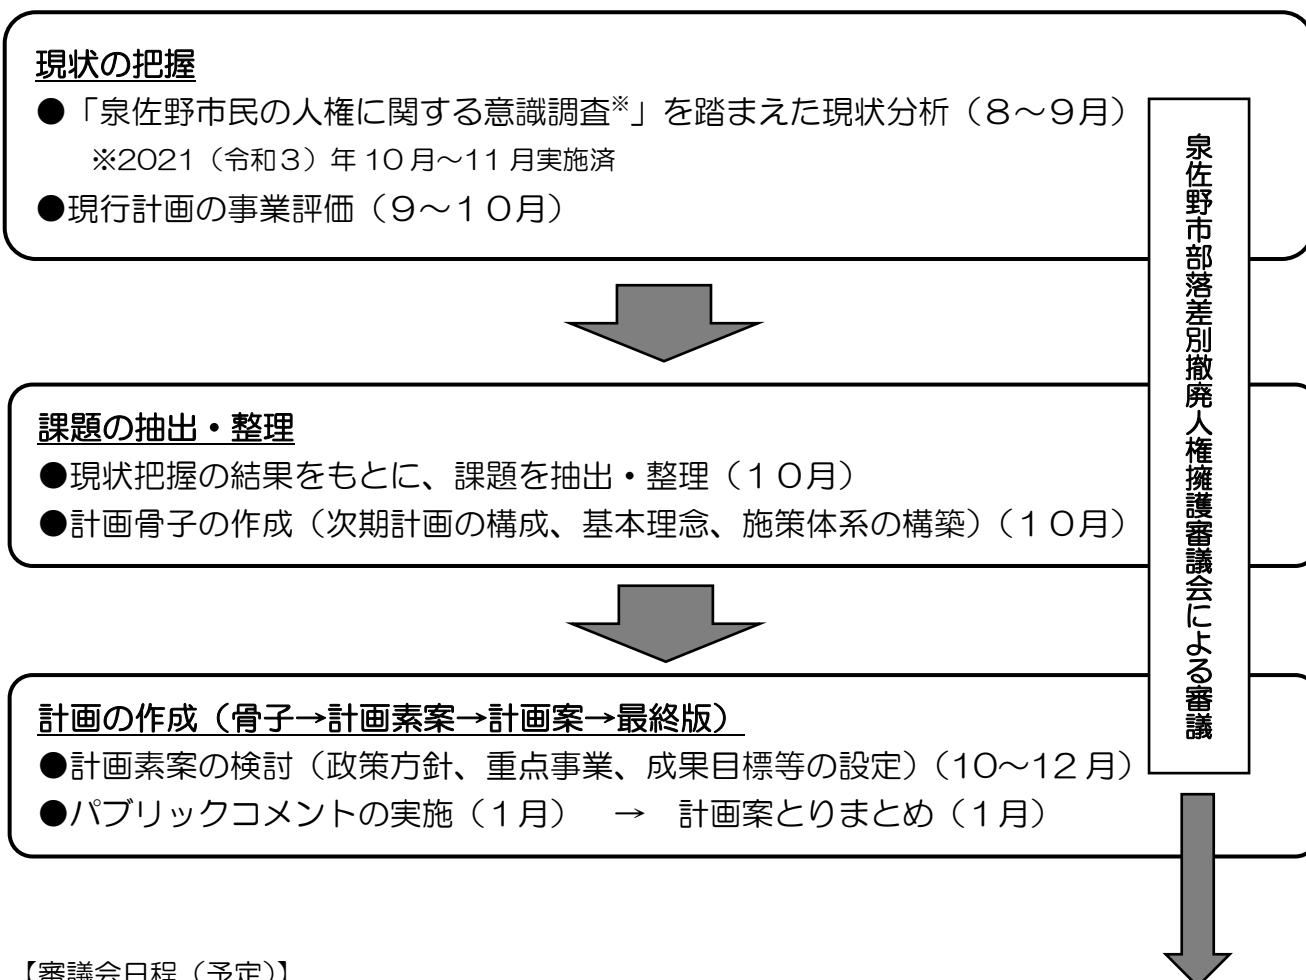 現状の把握
●「泉佐野市民の人権に関する意識調査※」を踏まえた現状分析（８～９月）
※2021（令和３）年 10 月～11 月実施済
●現行計画の事業評価（９～１０月）
課題の抽出・整理
●現状把握の結果をもとに、課題を抽出・整理（１０月）
●計画骨子の作成（次期計画の構成、基本理念、施策体系の構築）（１０月）
計画の作成（骨子→計画素案→計画案→最終版）
●計画素案の検討（政策方針、重点事業、成果目標等の設定）（10～12 月）
●パブリックコメントの実施（１月）　→　計画案とりまとめ（１月）
泉佐野市部落差別撤廃人権擁護審議会による審議
【審議会日程（予定）】